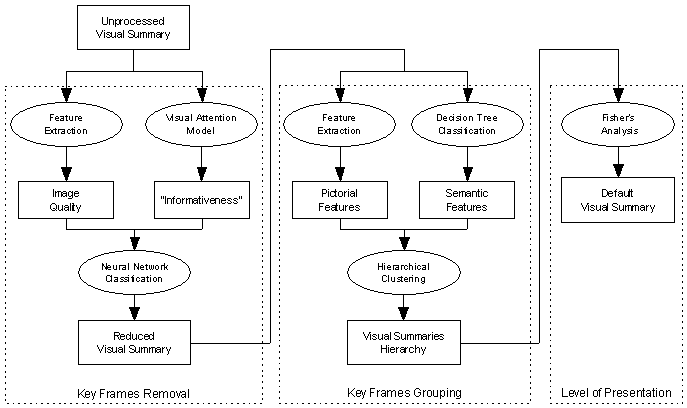 Unprocessed
Visual Summary
Feature
Extraction
Visual Attention
Model
Feature
Extraction
Decision Tree
Classification
Fisher's
Analysis
Image
Quality
"Informativeness"
Pictorial
Features
Semantic
Features
Default
Visual Summary
Neural Network
Classification
Hierarchical
Clustering
Reduced
Visual Summary
Visual Summaries
Hierarchy
Key Frames Removal
Key Frames Grouping
Level of Presentation